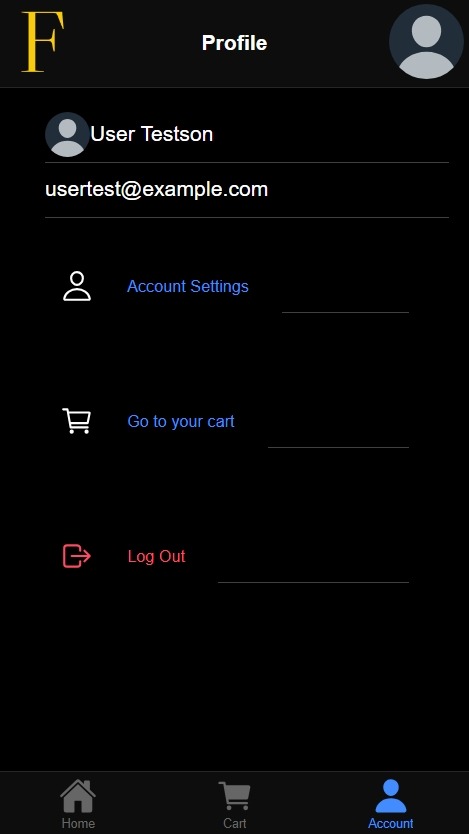 F
Profile
User Testson
usertest@example.com
Account Settings
Go to your cart
Log Out
Home
Cart
Account